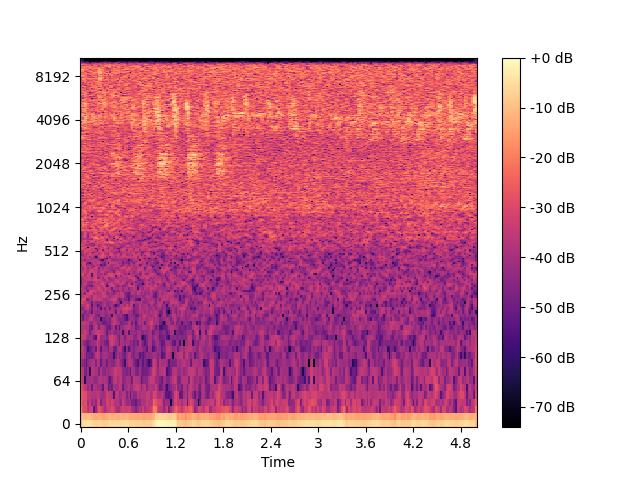 +0 dB
8192
-10 dB
4096
-20 dB
2048
1024
-30 dB
512
-40 dB
Hz
256
-50 dB
128
-60 dB
64
-70 dB
0
0 0.6 1.2 1.8 2.4 3 3.6 4.2 4.8
Time